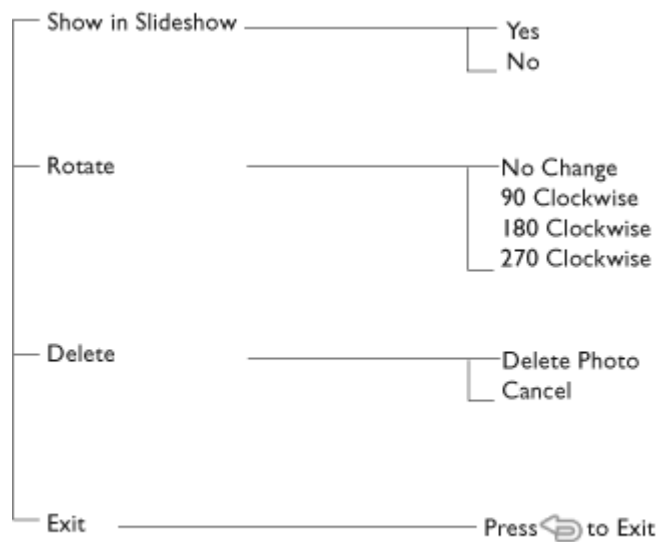 Show in Slideshow
Yes
No
Rotate
No Change
90 Clockwise
180 Clockwise
270 Clockwise
Delete
Delete Photo
Cancel
Exit
Press to Exit